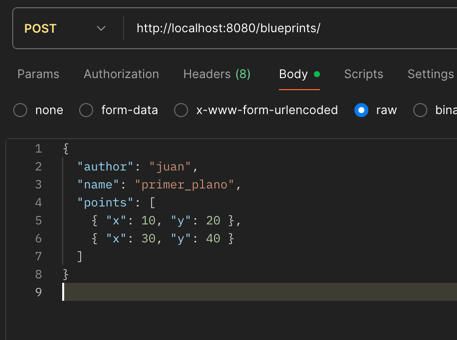 POST http://localhost:8080/blueprints/
Params Authorization Headers (8) Body Scripts Settings
none form-data x-www-form-urlencoded raw bina
1 {
2 "author": "juan",
3 "name": "primer_plano",
4 "points": [
5 { "x": 10, "y": 20 },
6 { "x": 30, "y": 40 }
7 ]
8 }
9